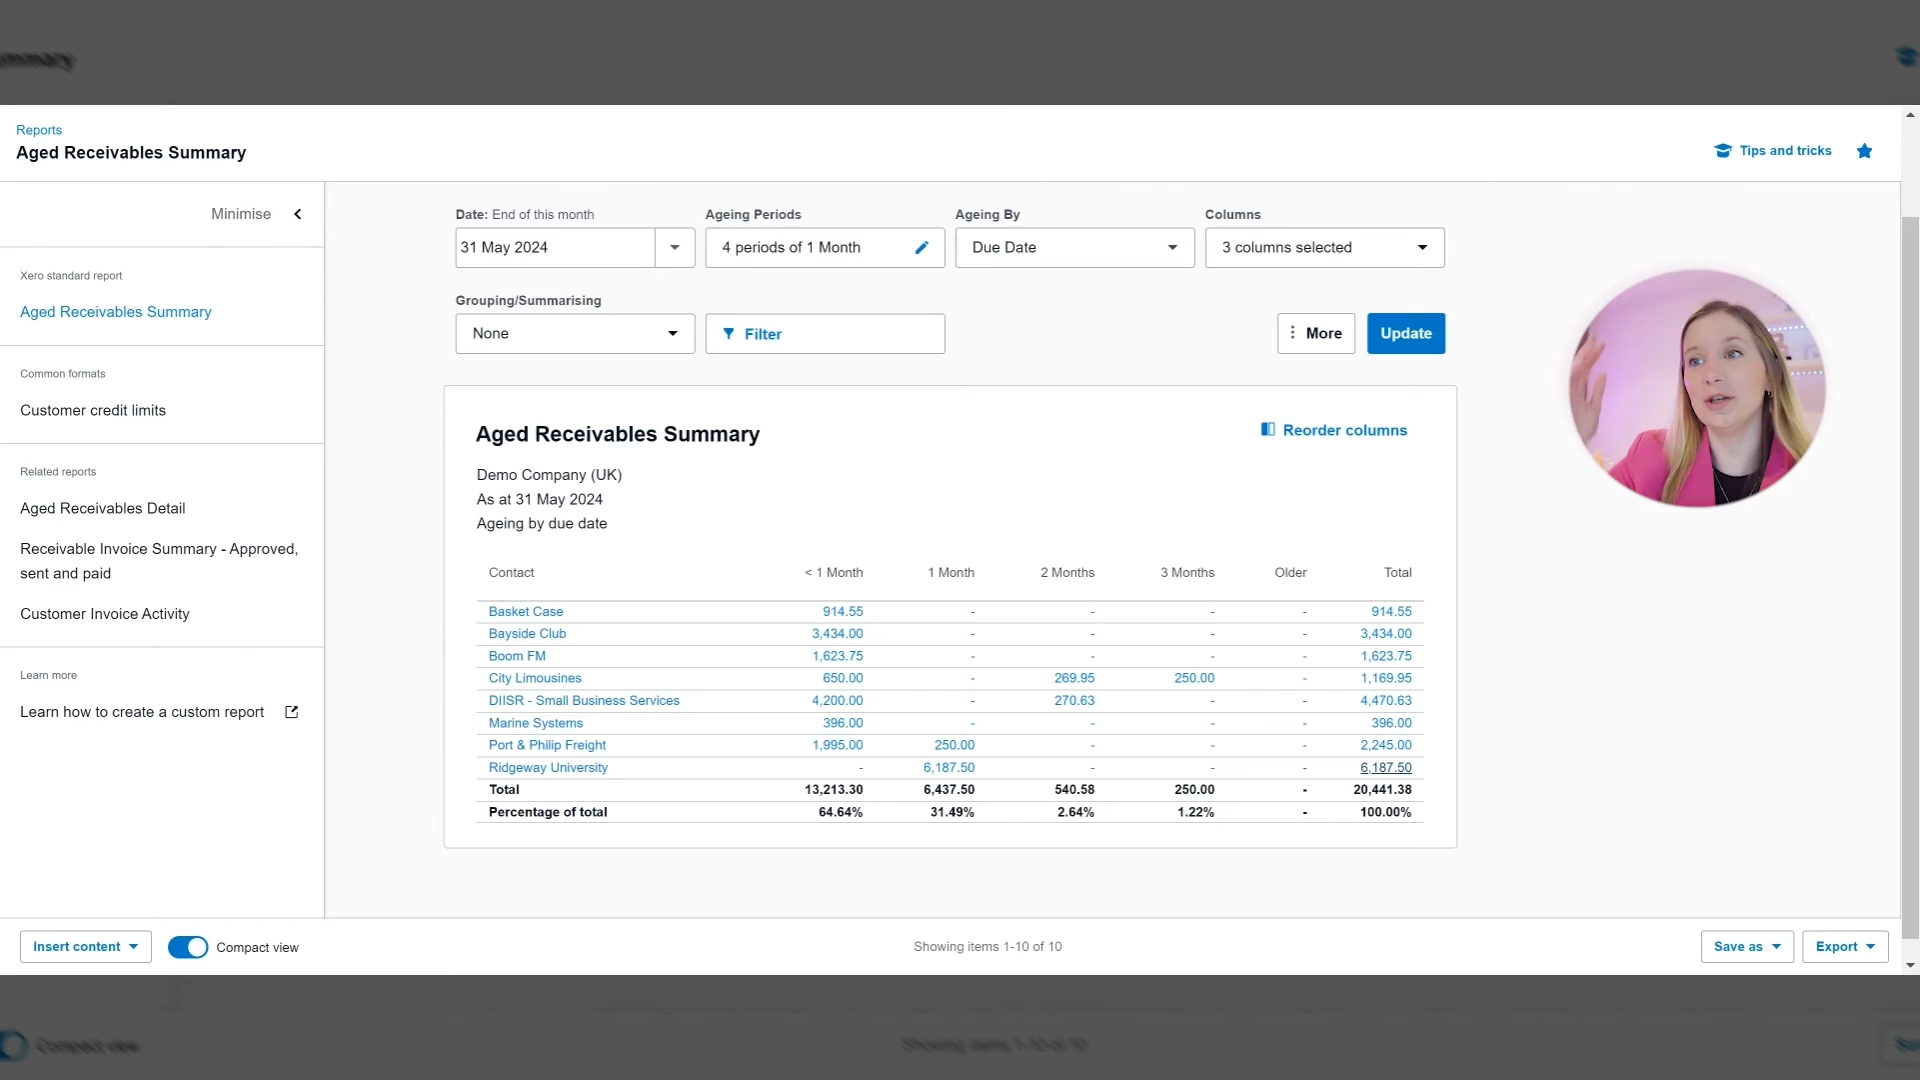 Reports
Aged Receivables Summary
Tips and tricks
Minimise
Xero standard report
Aged Receivables Summary
Common formats
Customer credit limits
Related reports
Aged Receivables Detail
Receivable Invoice Summary - Approved,
sent and paid
Customer Invoice Activity
Learn more
Learn how to create a custom report
Date: End of this month
31 May 2024
Ageing Periods
4 periods of 1 Month
Ageing By
Due Date
Columns
3 columns selected
Grouping/Summarising
None
Filter
More
Update
Aged Receivables Summary
Reorder columns
Demo Company (UK)
As at 31 May 2024
Ageing by due date
Contact < 1 Month 1 Month 2 Months 3 Months Older Total
Basket Case 914.55 - - - - 914.55
Bayside Club 3,434.00 - - - - 3,434.00
Boom FM 1,623.75 - - - - 1,623.75
City Limousines 650.00 - 269.95 250.00 - 1,169.95
DIISR - Small Business Services 4,200.00 - 270.63 - - 4,470.63
Marine Systems 396.00 - - - - 396.00
Port & Philip Freight 1,995.00 250.00 - - - 2,245.00
Ridgeway University - 6,187.50 - - - 6,187.50
Total 13,213.30 6,437.50 540.58 250.00 - 20,441.38
Percentage of total 64.64% 31.49% 2.64% 1.22% - 100.00%
Insert content
Compact view
Showing items 1-10 of 10
Save as
Export
Compact view
Showing items 1-10 of 10